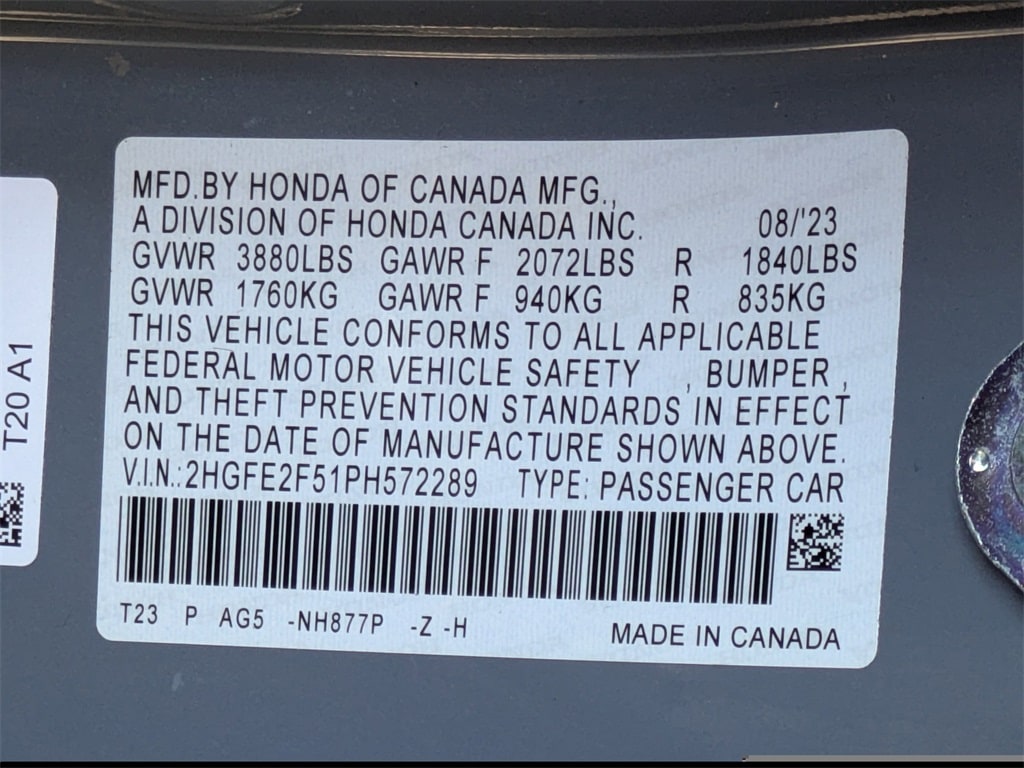 MFD.BY HONDA OF CANADA MFG.,
A DIVISION OF HONDA CANADA INC. 08/'23
GVWR 3880LBS GAWR F 2072LBS R 1840LBS
GVWR 1760KG GAWR F 940KG R 835KG
THIS VEHICLE CONFORMS TO ALL APPLICABLE
FEDERAL MOTOR VEHICLE SAFETY , BUMPER ,
AND THEFT PREVENTION STANDARDS IN EFFECT
ON THE DATE OF MANUFACTURE SHOWN ABOVE.
V.I.N.:2HGFE2F51PH572289 TYPE: PASSENGER CAR
T23 P AG5 -NH877P -Z -H MADE IN CANADA
T20 A1